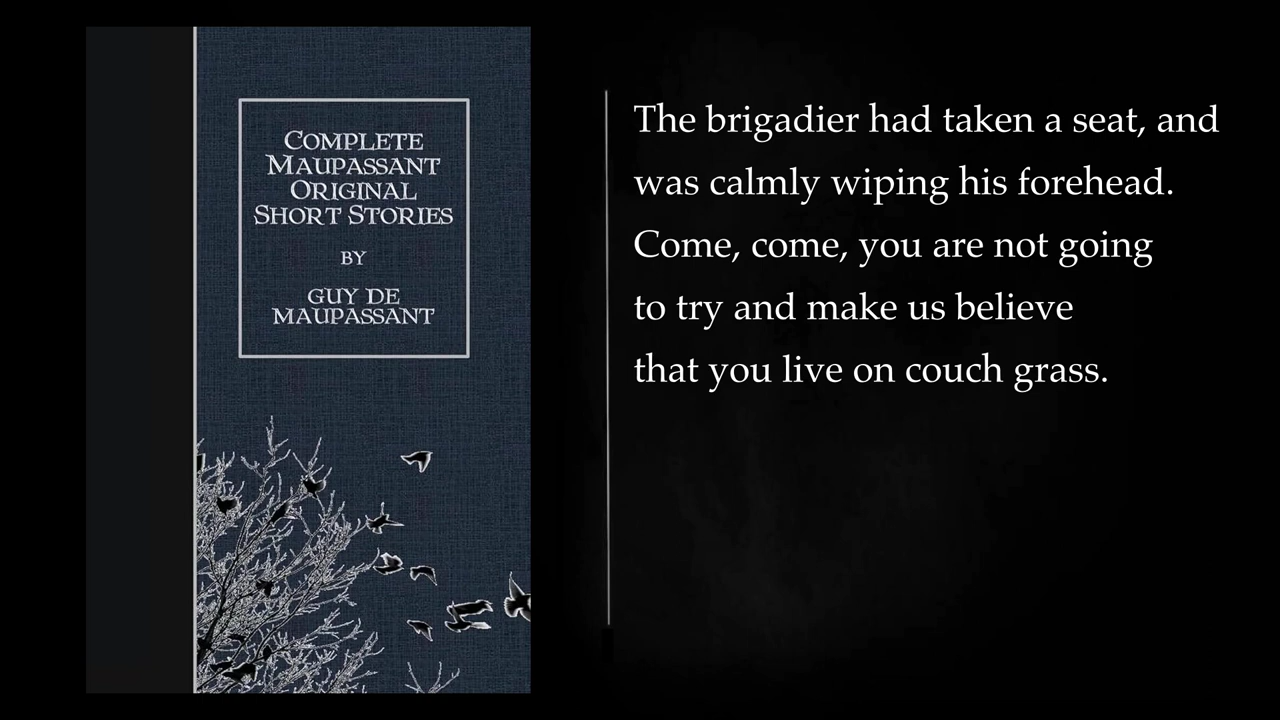 COMPLETE
MAUPASSANT
ORIGINAL
SHORT STORIES
BY
GUY DE
MAUPASSANT
The brigadier had taken a seat, and
was calmly wiping his forehead.
Come, come, you are not going
to try and make us believe
that you live on couch grass.